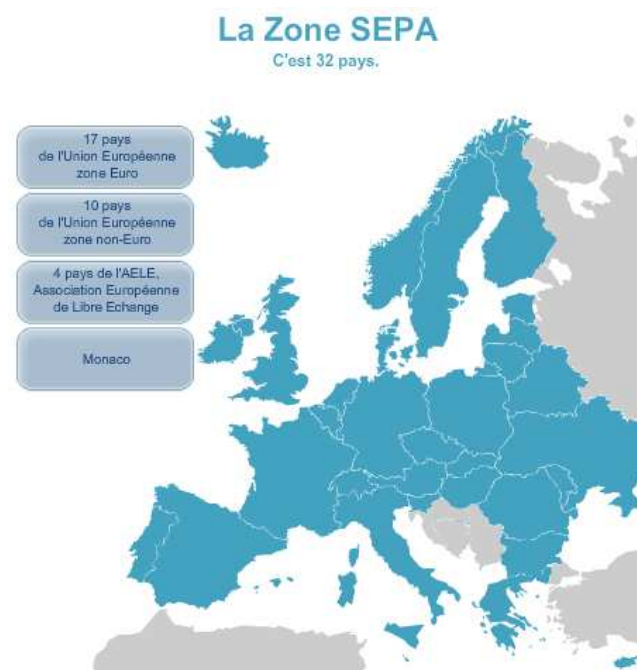 La Zone SEPA
C'est 32 pays.
17 pays
de l'Union Européenne
zone Euro
10 pays
de l'Union Européenne
zone non-Euro
4 pays de l'AELE,
Association Européenne
de Libre Echange
Monaco